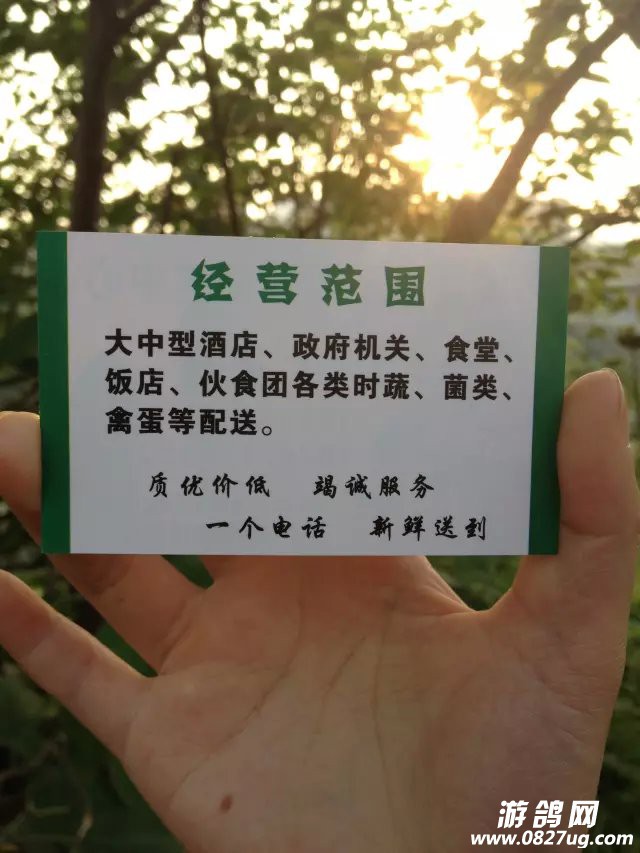 经营范围
大中型酒店、政府机关、食堂、
饭店、伙食团各类时蔬、菌类、
禽蛋等配送。
质优价低 竭诚服务
一个电话 新鲜送到
游鸽网
www.0827ug.com